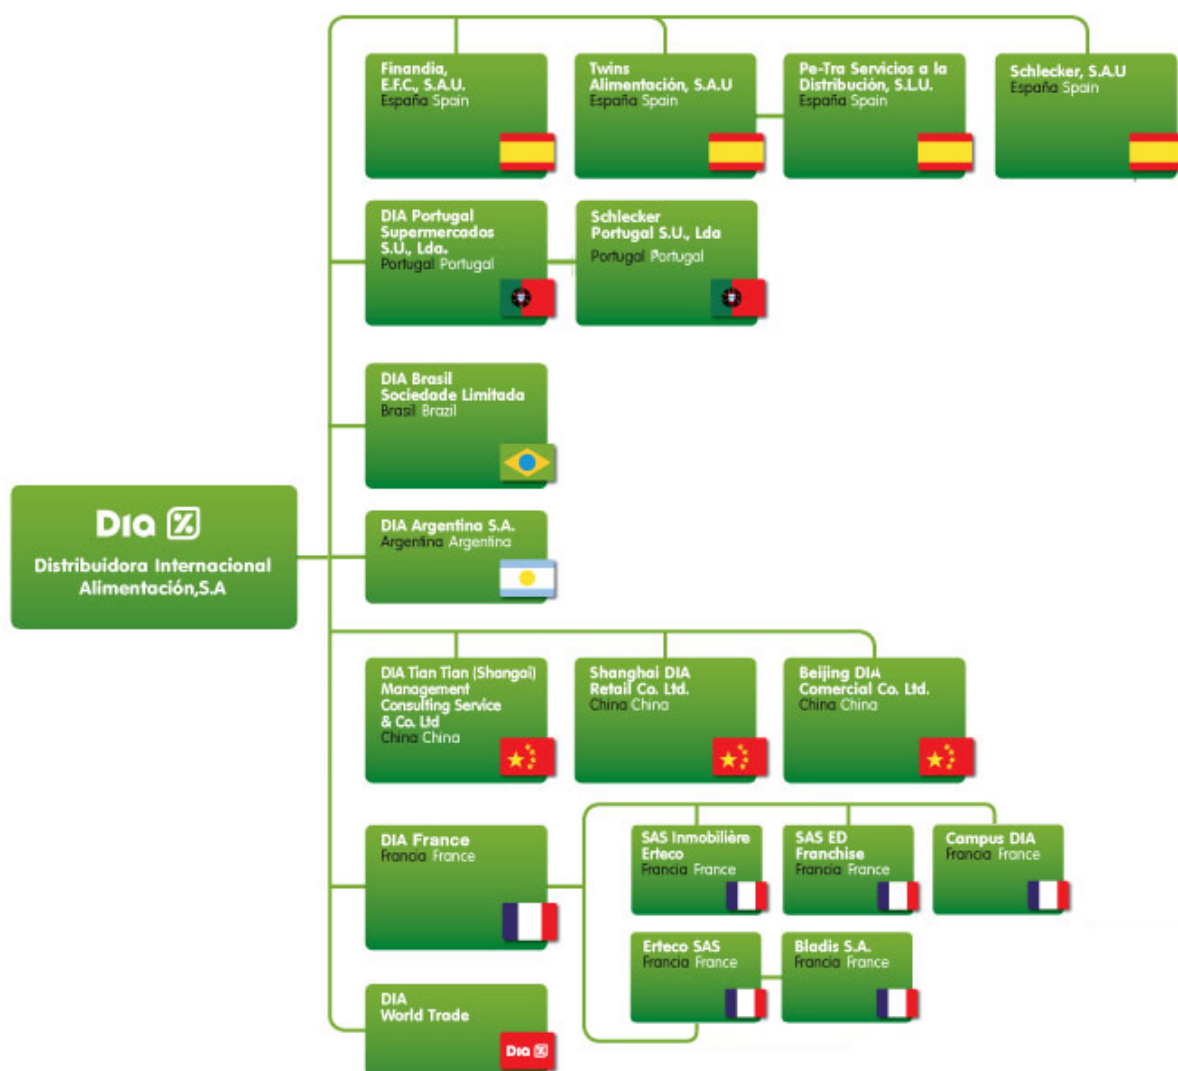 Finandia,
E.F.C., S.A.U.
España Spain
Twins
Alimentación, S.A.U
España Spain
Pe-Tra Servicios a la
Distribución, S.L.U.
España Spain
Schlecker, S.A.U
España Spain
DIA Portugal
Supermercados
S.U., Lda.
Portugal Portugal
Schlecker
Portugal S.U., Lda
Portugal Portugal
DIA Brasil
Sociedade Limitada
Brasil Brazil
Dia %
Distribuidora Internacional
Alimentación,S.A
DIA Argentina S.A.
Argentina Argentina
DIA Tian Tian (Shangai)
Management
Consulting Service
& Co. Ltd
China China
Shanghai DIA
Retail Co. Ltd.
China China
Beijing DIA
Comercial Co. Ltd.
China China
DIA France
Francia France
SAS Inmobilière
Erteco
Francia France
SAS ED
Franchise
Francia France
Campus DIA
Francia France
Erteco SAS
Francia France
Bladis S.A.
Francia France
DIA
World Trade
Dia %